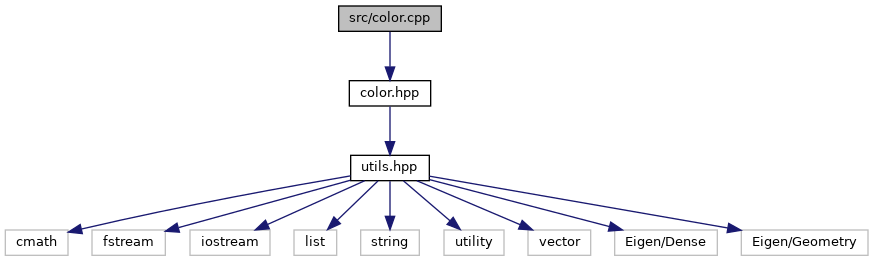 src/color.cpp
color.hpp
utils.hpp
cmath
fstream
iostream
list
string
utility
vector
Eigen/Dense
Eigen/Geometry